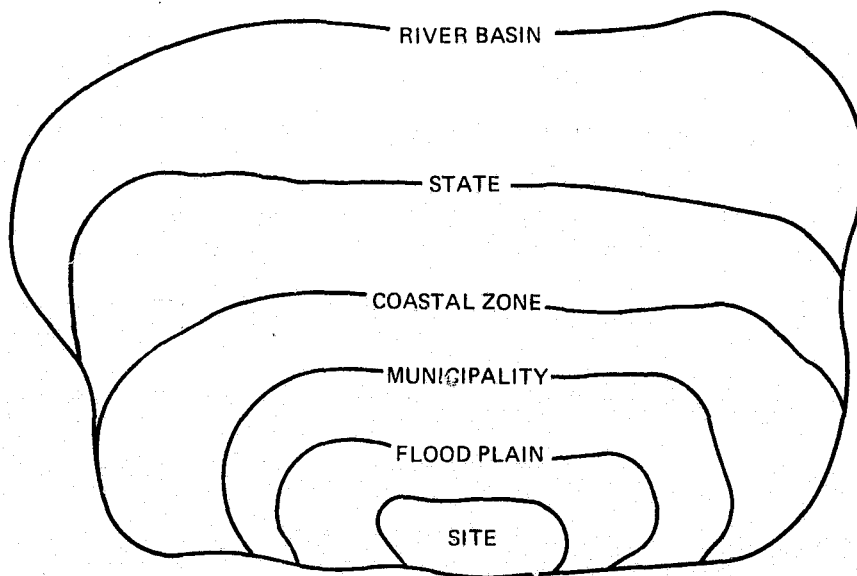 RIVER BASIN
STATE
COASTAL ZONE
MUNICIPALITY
FLOOD PLAIN
SITE